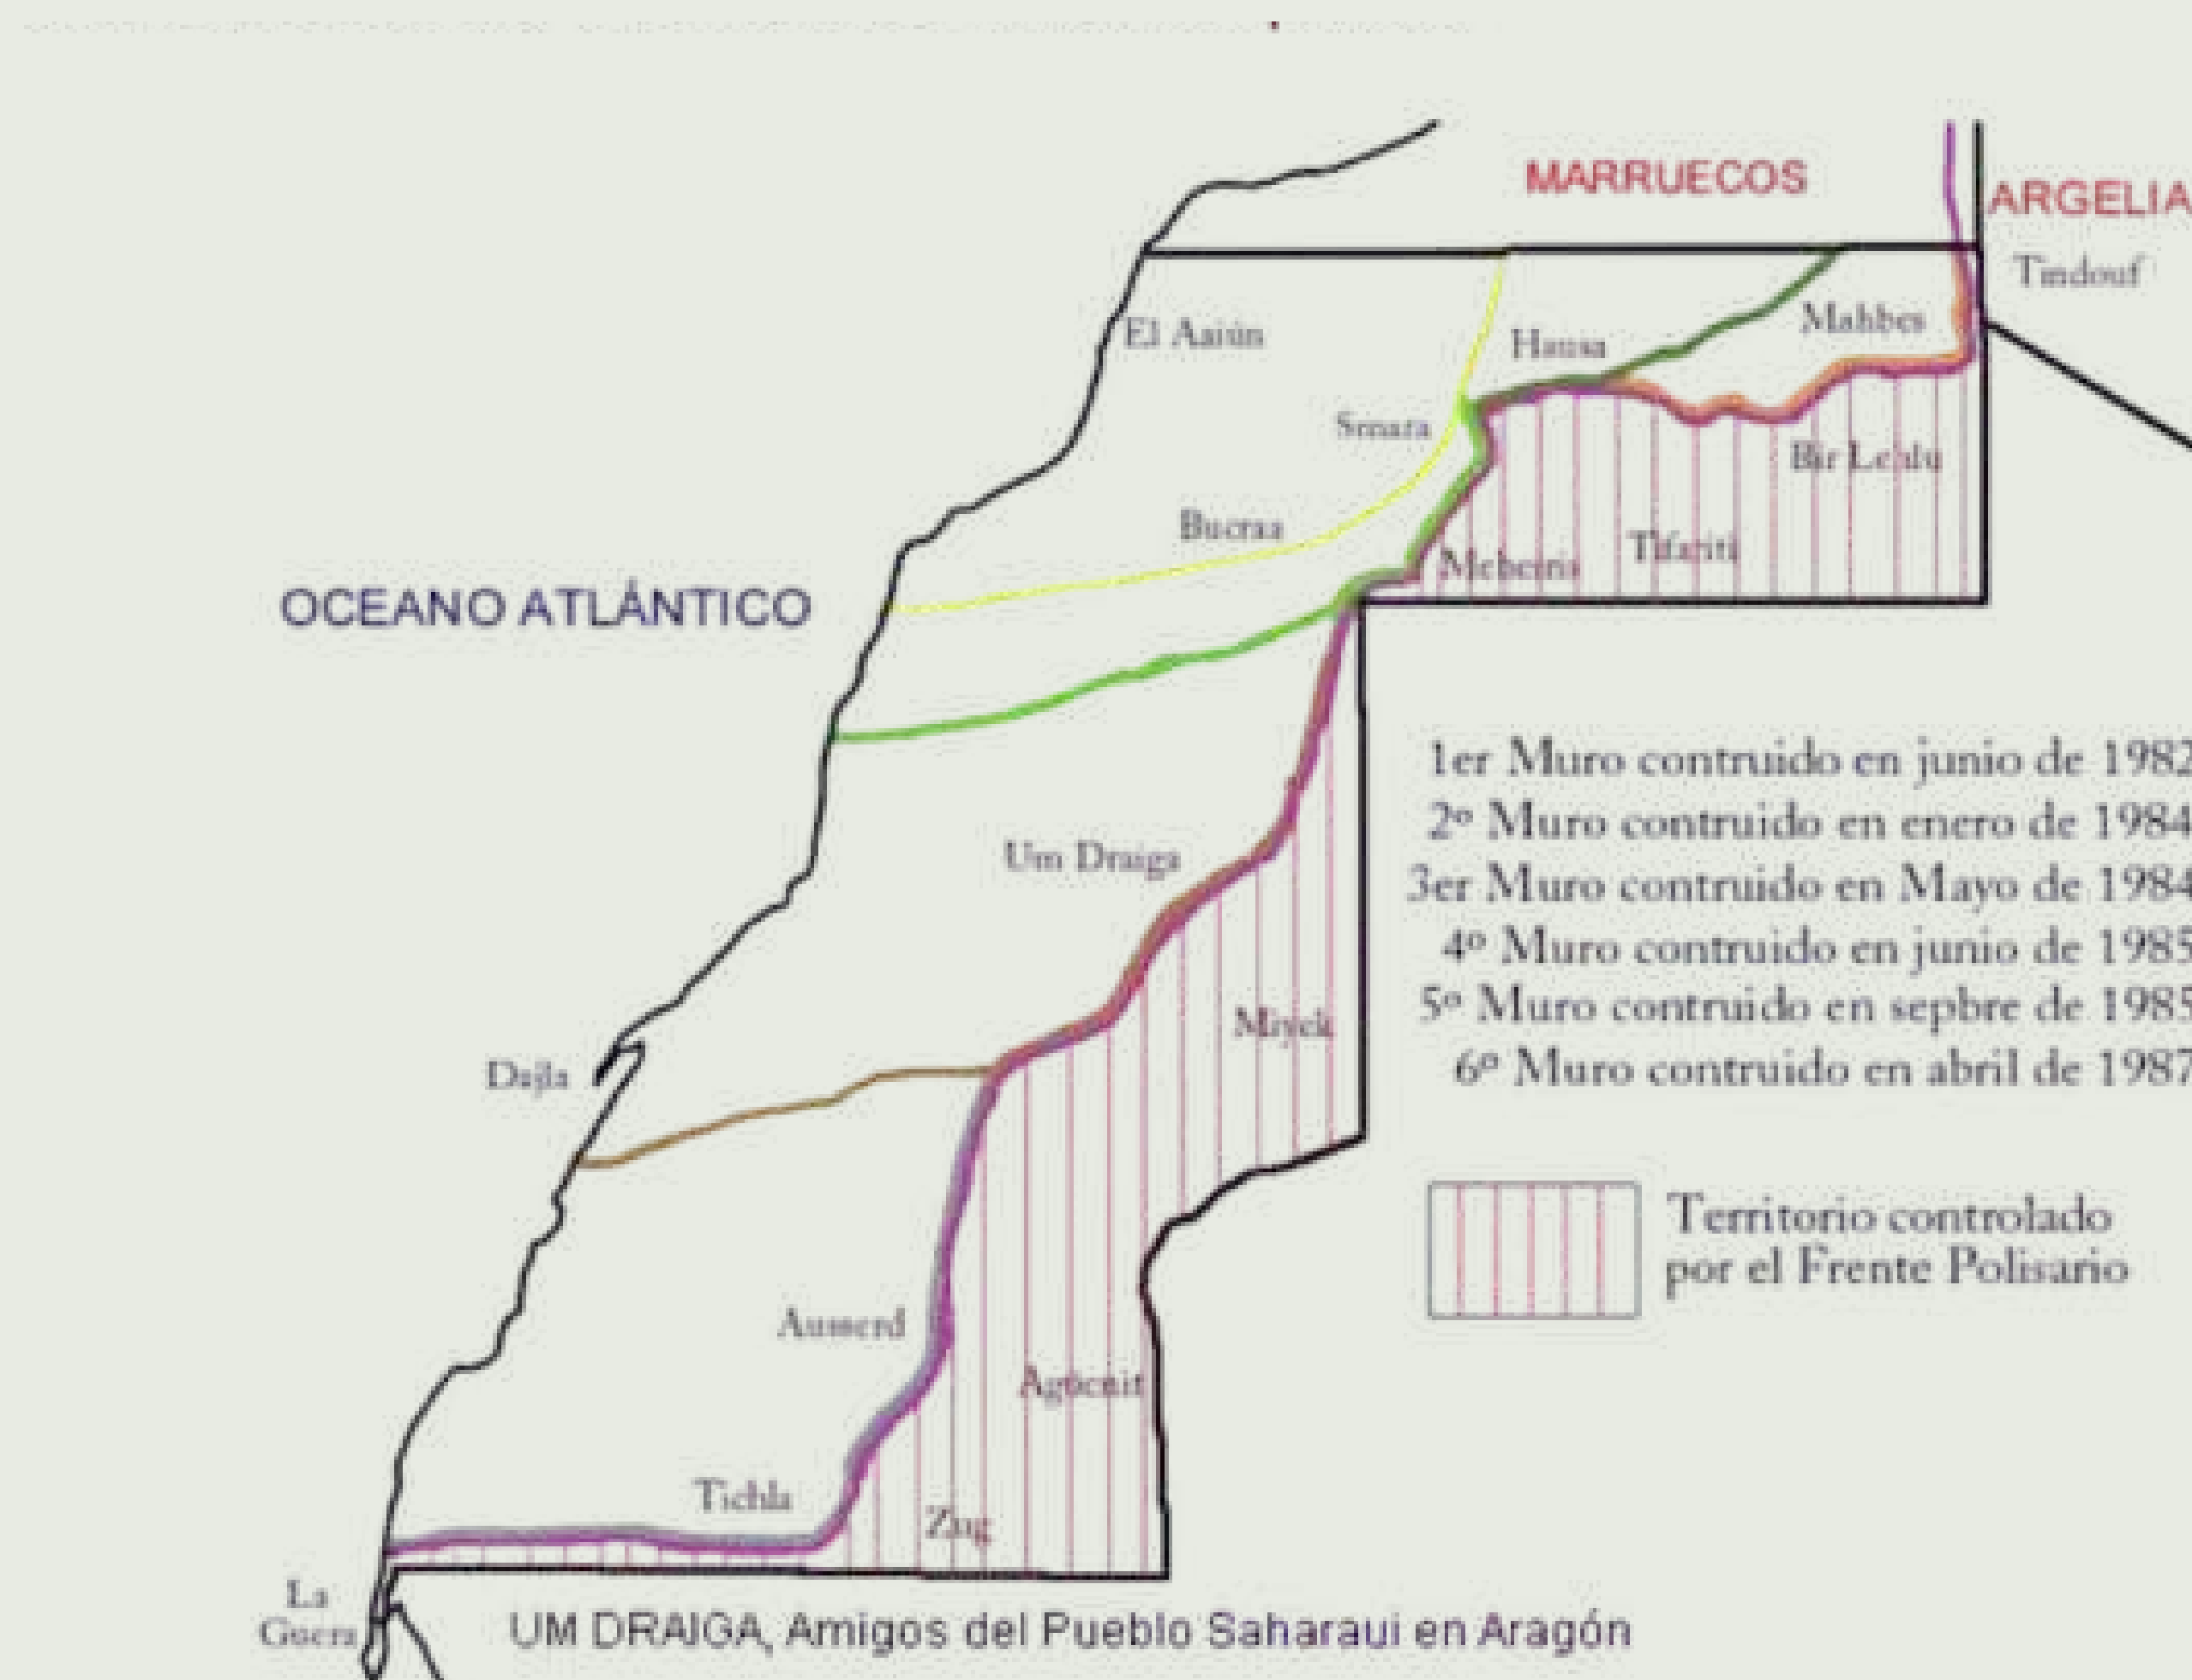 MARRUECOS
ARGELIA
Tindouf
Mahbes
El Aaiún
Hausa
Smara
Bir Lehlu
Bucraa
Tifariti
Meheiris
OCEANO ATLÁNTICO
1er Muro contruido en junio de 1982
2º Muro contruido en enero de 1984
3er Muro contruido en Mayo de 1984
4º Muro contruido en junio de 1985
5º Muro contruido en sepbre de 1985
6º Muro contruido en abril de 1987
Um Draiga
Miyek
Dajla
Territorio controlado
por el Frente Polisario
Ausserd
Agüenit
Tichla
Zug
La
Güera
UM DRAIGA, Amigos del Pueblo Saharaui en Aragón